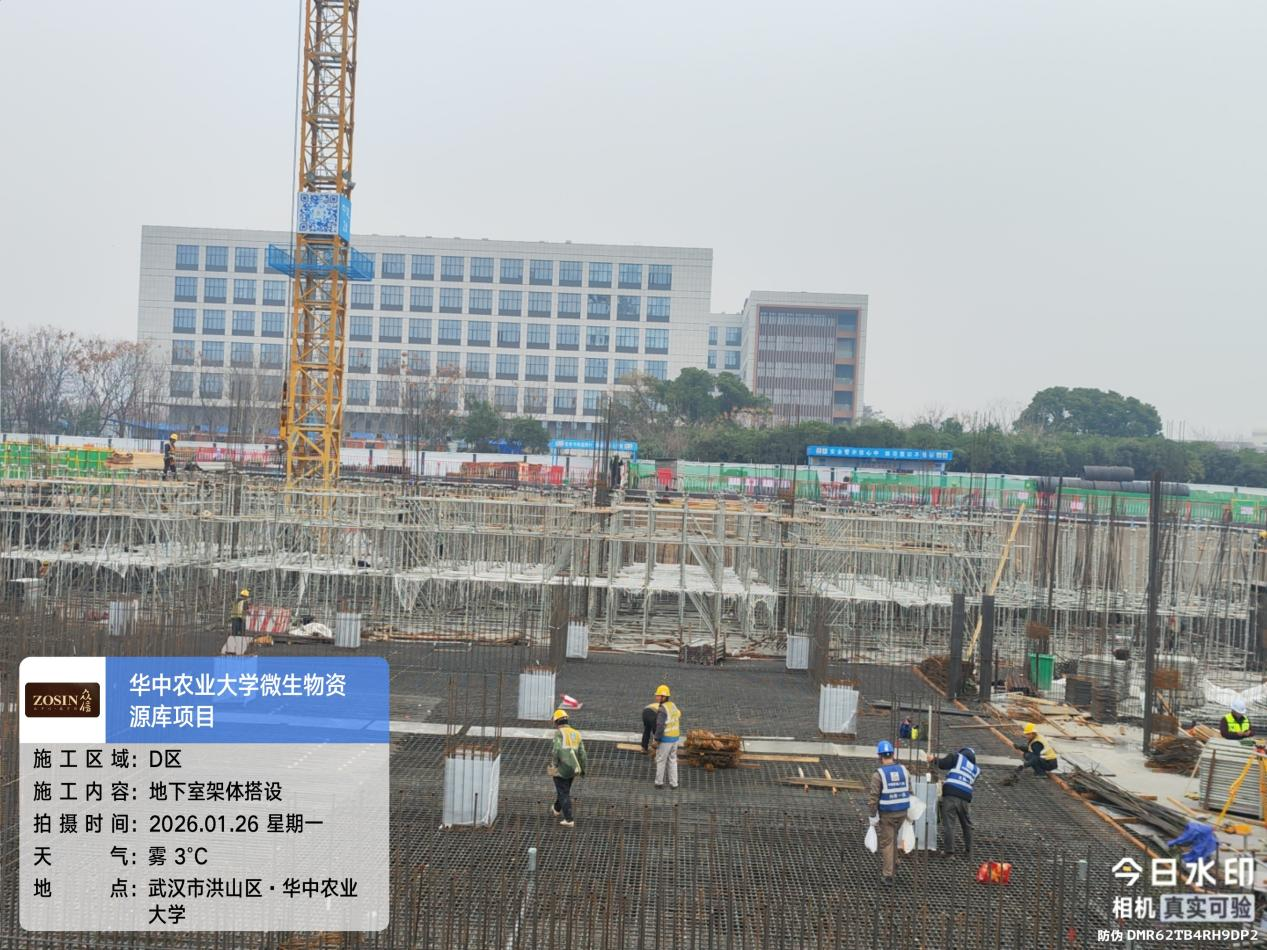 ZOSIN 众信
华中农业大学微生物资
源库项目
施工区域：D区
施工内容：地下室架体搭设
拍摄时间：2026.01.26 星期一
天气：雾 3℃
地点：武汉市洪山区·华中农业
大学
今日水印
相机 真实可验
防伪 DMR62TB4RH9DP2